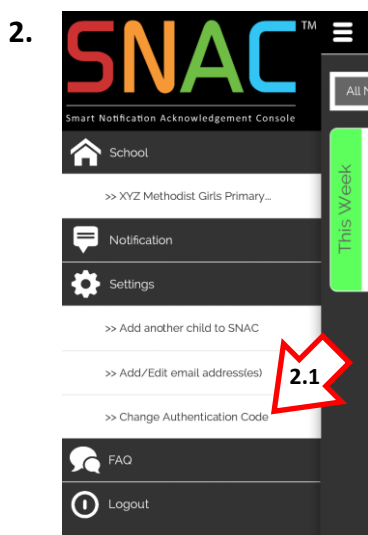 2.
SNAC™
Smart Notification Acknowledgement Console
All N
School
>> XYZ Methodist Girls Primary...
This Week
Notification
Settings
>> Add another child to SNAC
>> Add/Edit email address(es)
2.1
>> Change Authentication Code
FAQ
Logout